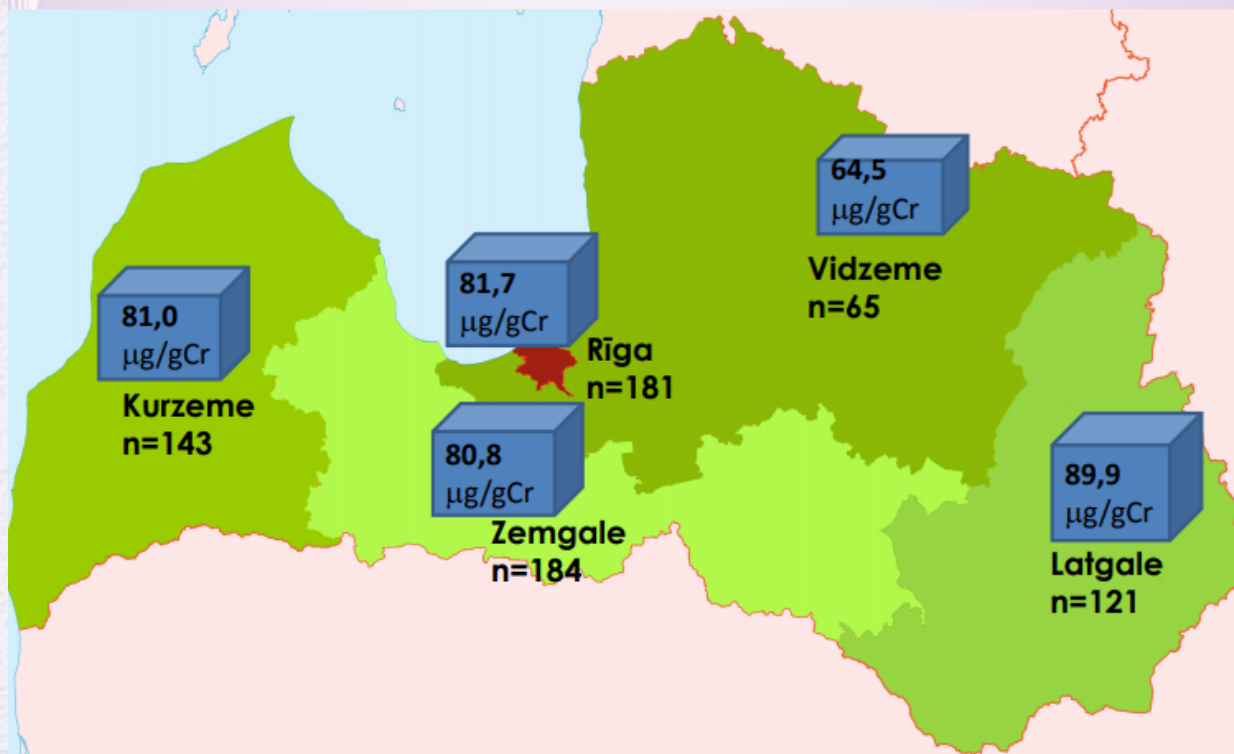 64,5
μg/gCr
Vidzeme
n=65
81,7
μg/gCr
Rīga
n=181
81,0
μg/gCr
Kurzeme
n=143
80,8
μg/gCr
Zemgale
n=184
89,9
μg/gCr
Latgale
n=121